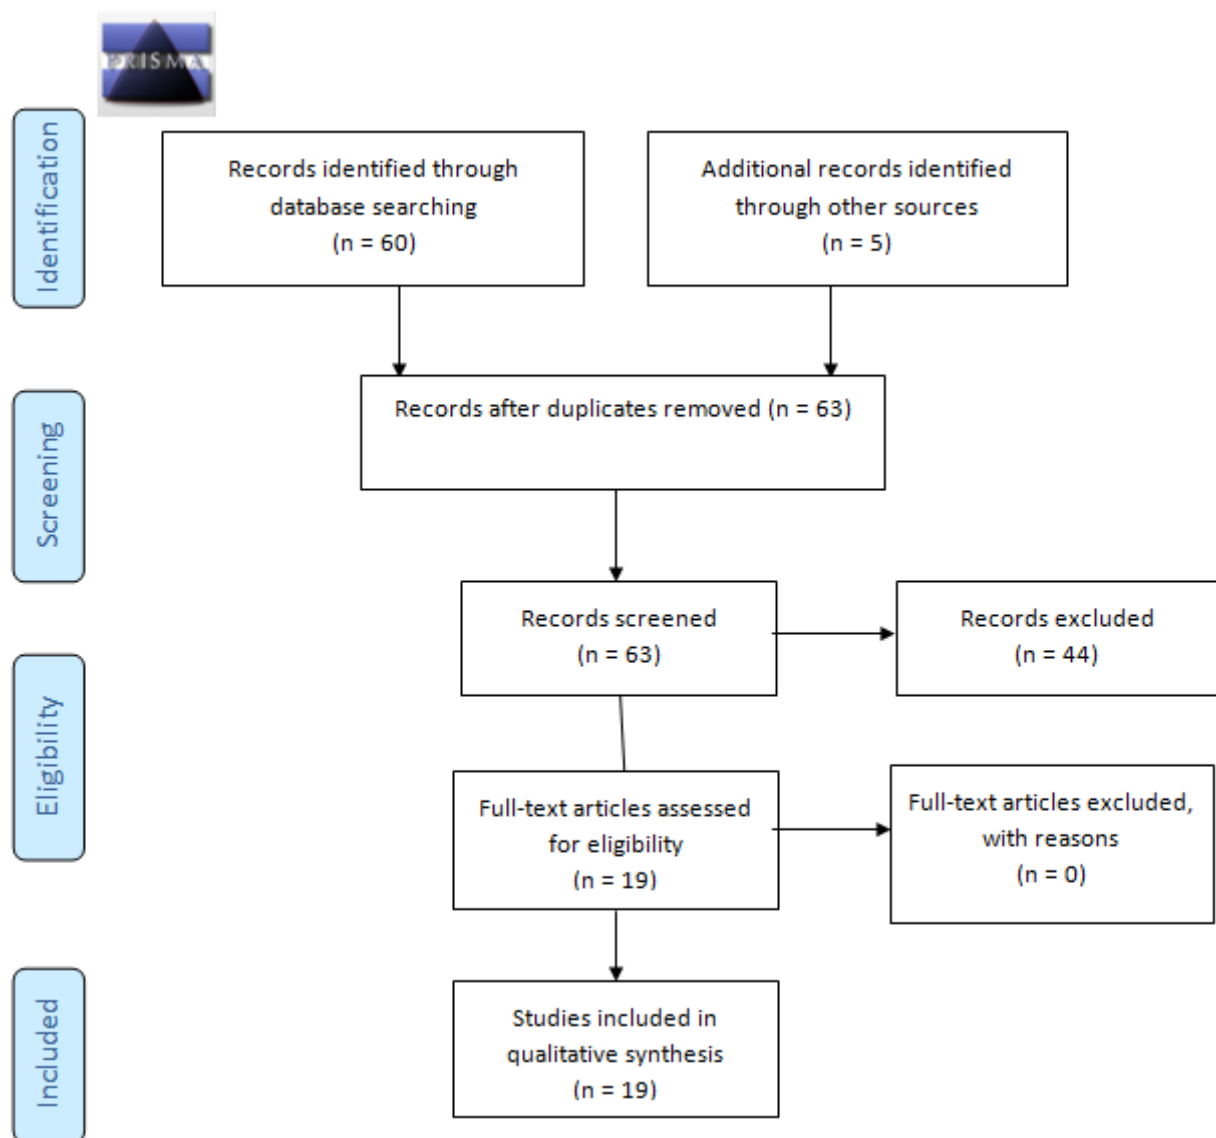 PRISMA
Identification
Records identified through
database searching
(n = 60)
Additional records identified
through other sources
(n = 5)
Screening
Records after duplicates removed (n = 63)
Records screened
(n = 63)
Records excluded
(n = 44)
Eligibility
Full-text articles assessed
for eligibility
(n = 19)
Full-text articles excluded,
with reasons
(n = 0)
Included
Studies included in
qualitative synthesis
(n = 19)